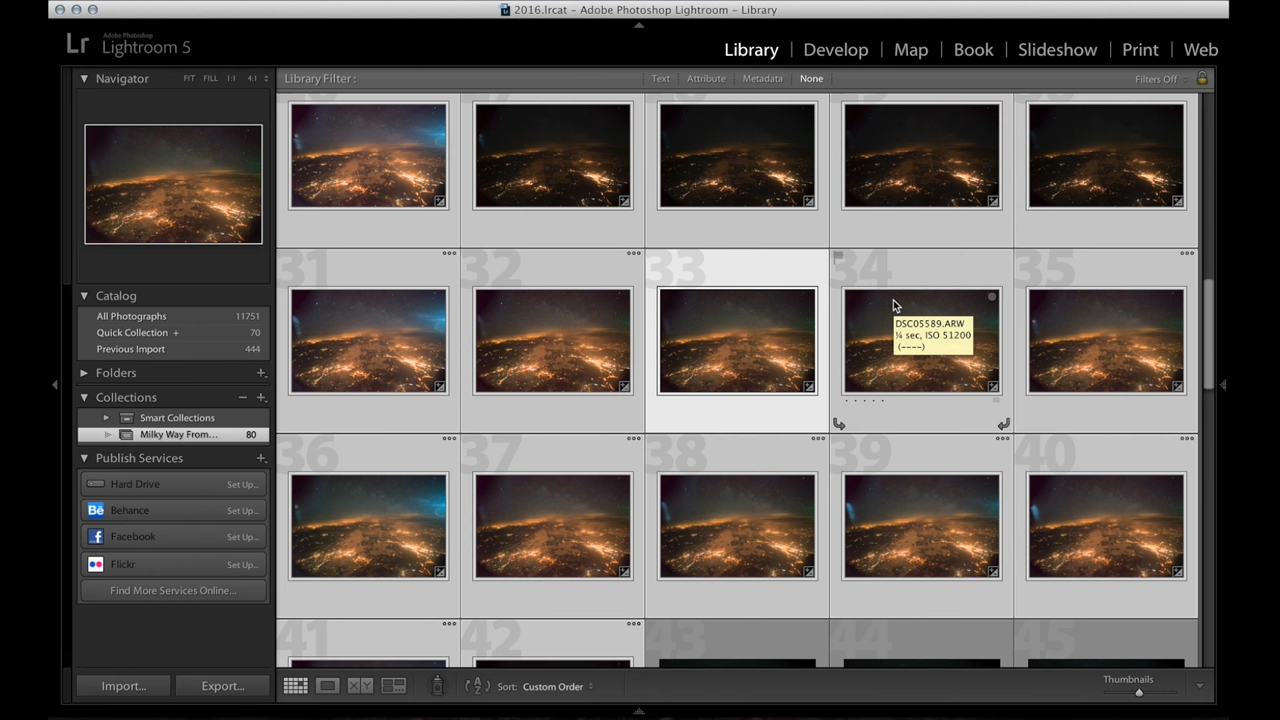 2016.lrcat – Adobe Photoshop Lightroom – Library
Lr
Adobe Photoshop
Lightroom 5
Library | Develop | Map | Book | Slideshow | Print | Web
Navigator
FIT FILL 1:1 4:1
Library Filter :
Text Attribute Metadata None
Filters Off
Catalog
All Photographs 11751
Quick Collection + 70
Previous Import 444
Folders
Collections
Smart Collections
Milky Way From... 80
Publish Services
Hard Drive Set Up...
Bē Behance Set Up...
f Facebook Set Up...
Flickr Set Up...
Find More Services Online...
Import...
Export...
31 32 33 34 35
DSC05589.ARW
¼ sec, ISO 51200
(----)
36 37 38 39 40
41 42 43 44 45
XY
Sort: Custom Order
Thumbnails